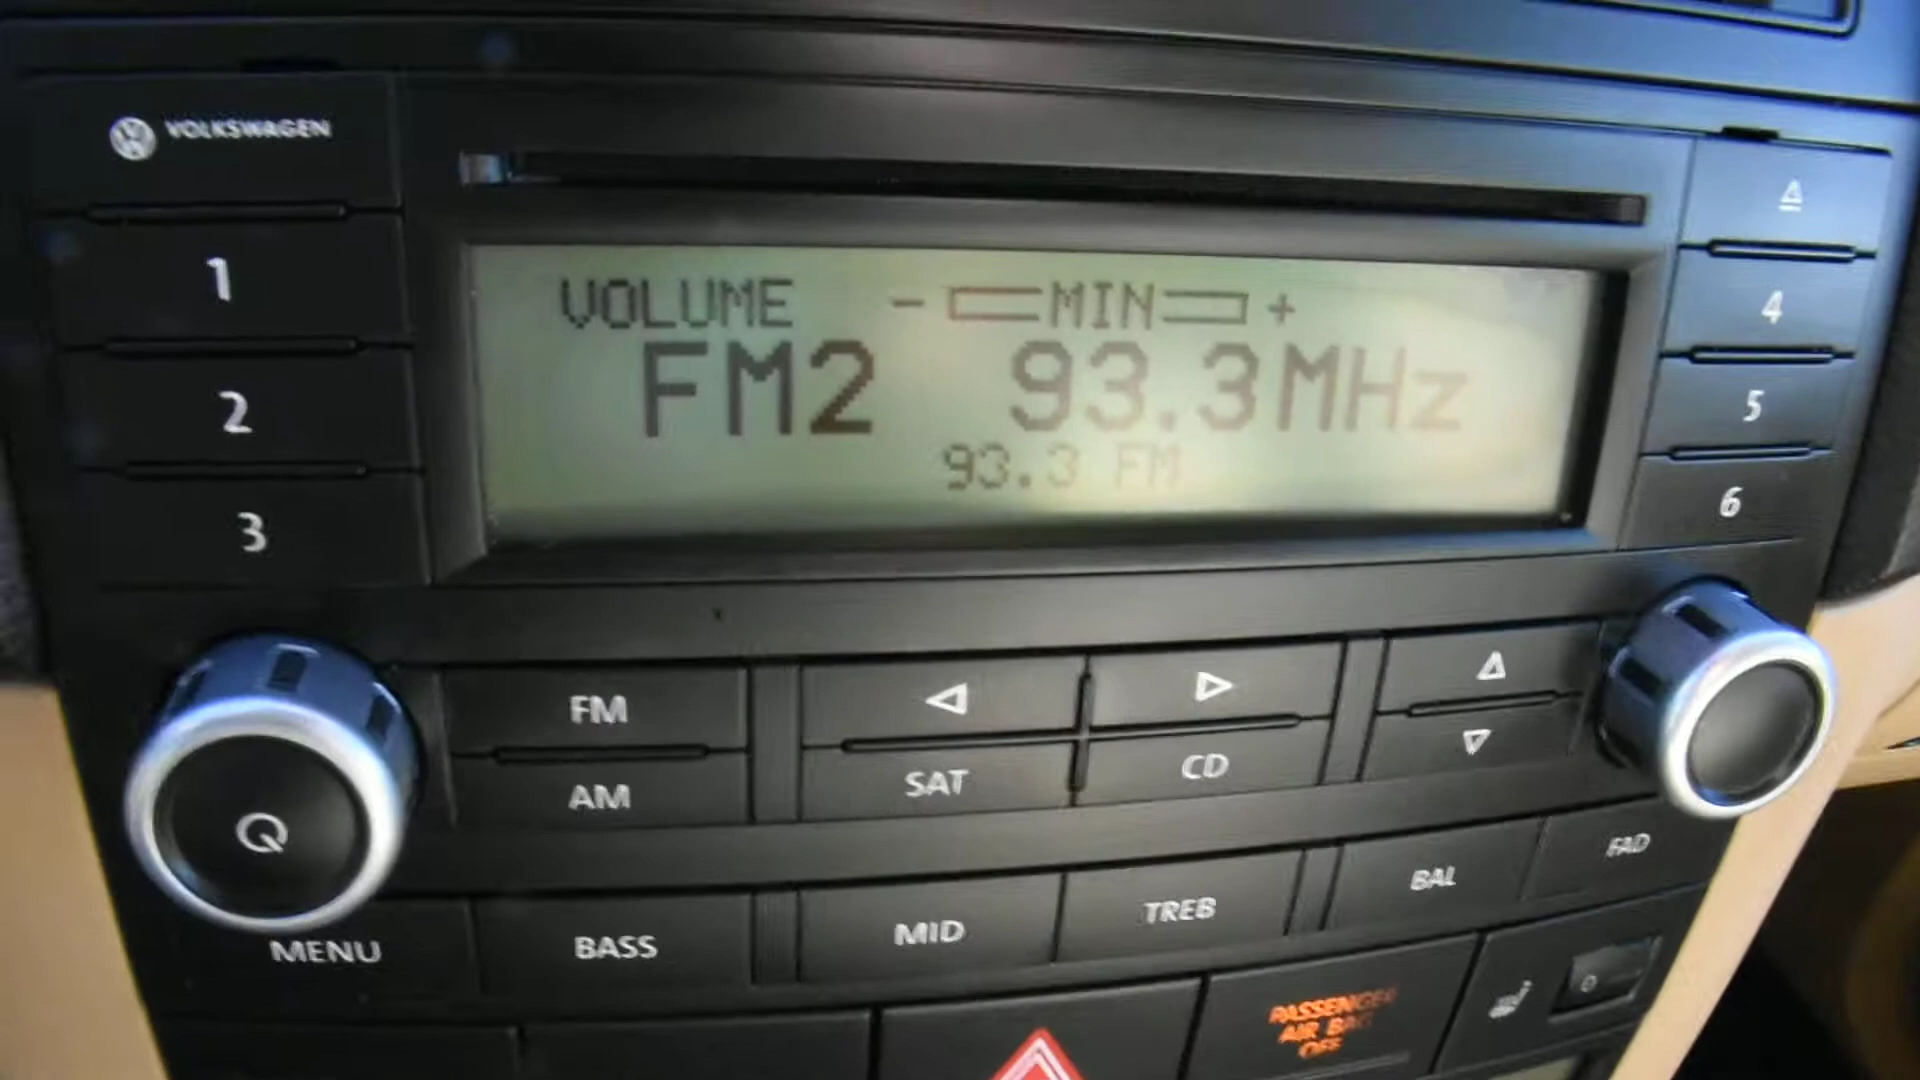 VOLKSWAGEN
1
2
3
VOLUME - MIN +
FM2 93.3MHz
93.3 FM
4
5
6
FM
AM
SAT
CD
MENU
BASS
MID
TREB
BAL
FAD
PASSENGER
AIR BAG
OFF